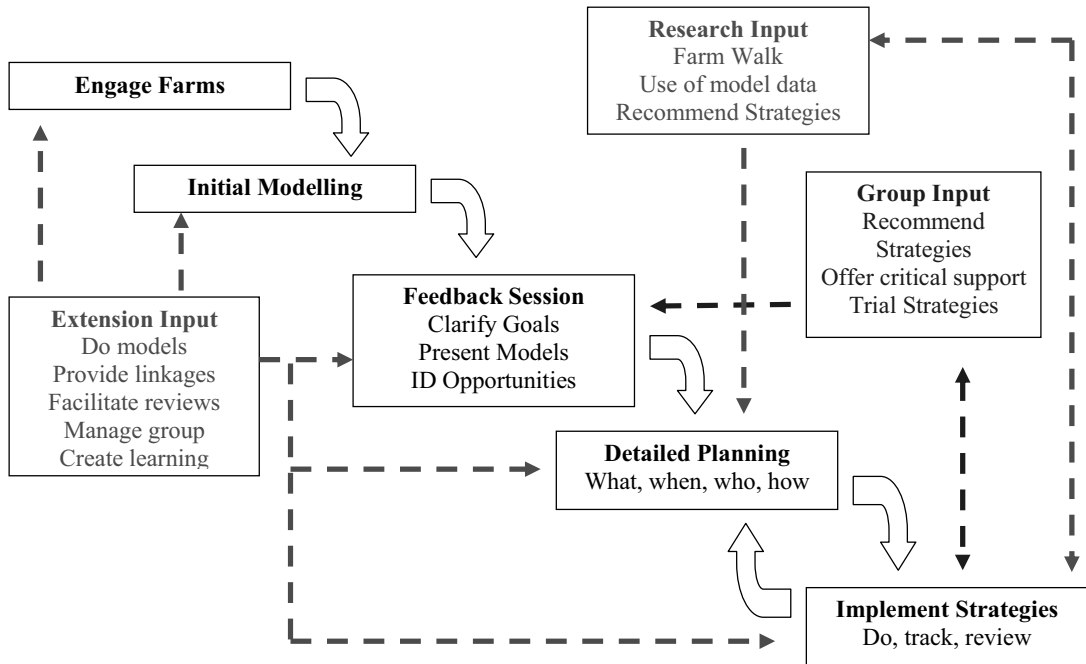 Research Input
Farm Walk
Use of model data
Recommend Strategies
Engage Farms
Initial Modelling
Group Input
Recommend
Strategies
Offer critical support
Trial Strategies
Feedback Session
Clarify Goals
Present Models
ID Opportunities
Extension Input
Do models
Provide linkages
Facilitate reviews
Manage group
Create learning
Detailed Planning
What, when, who, how
Implement Strategies
Do, track, review